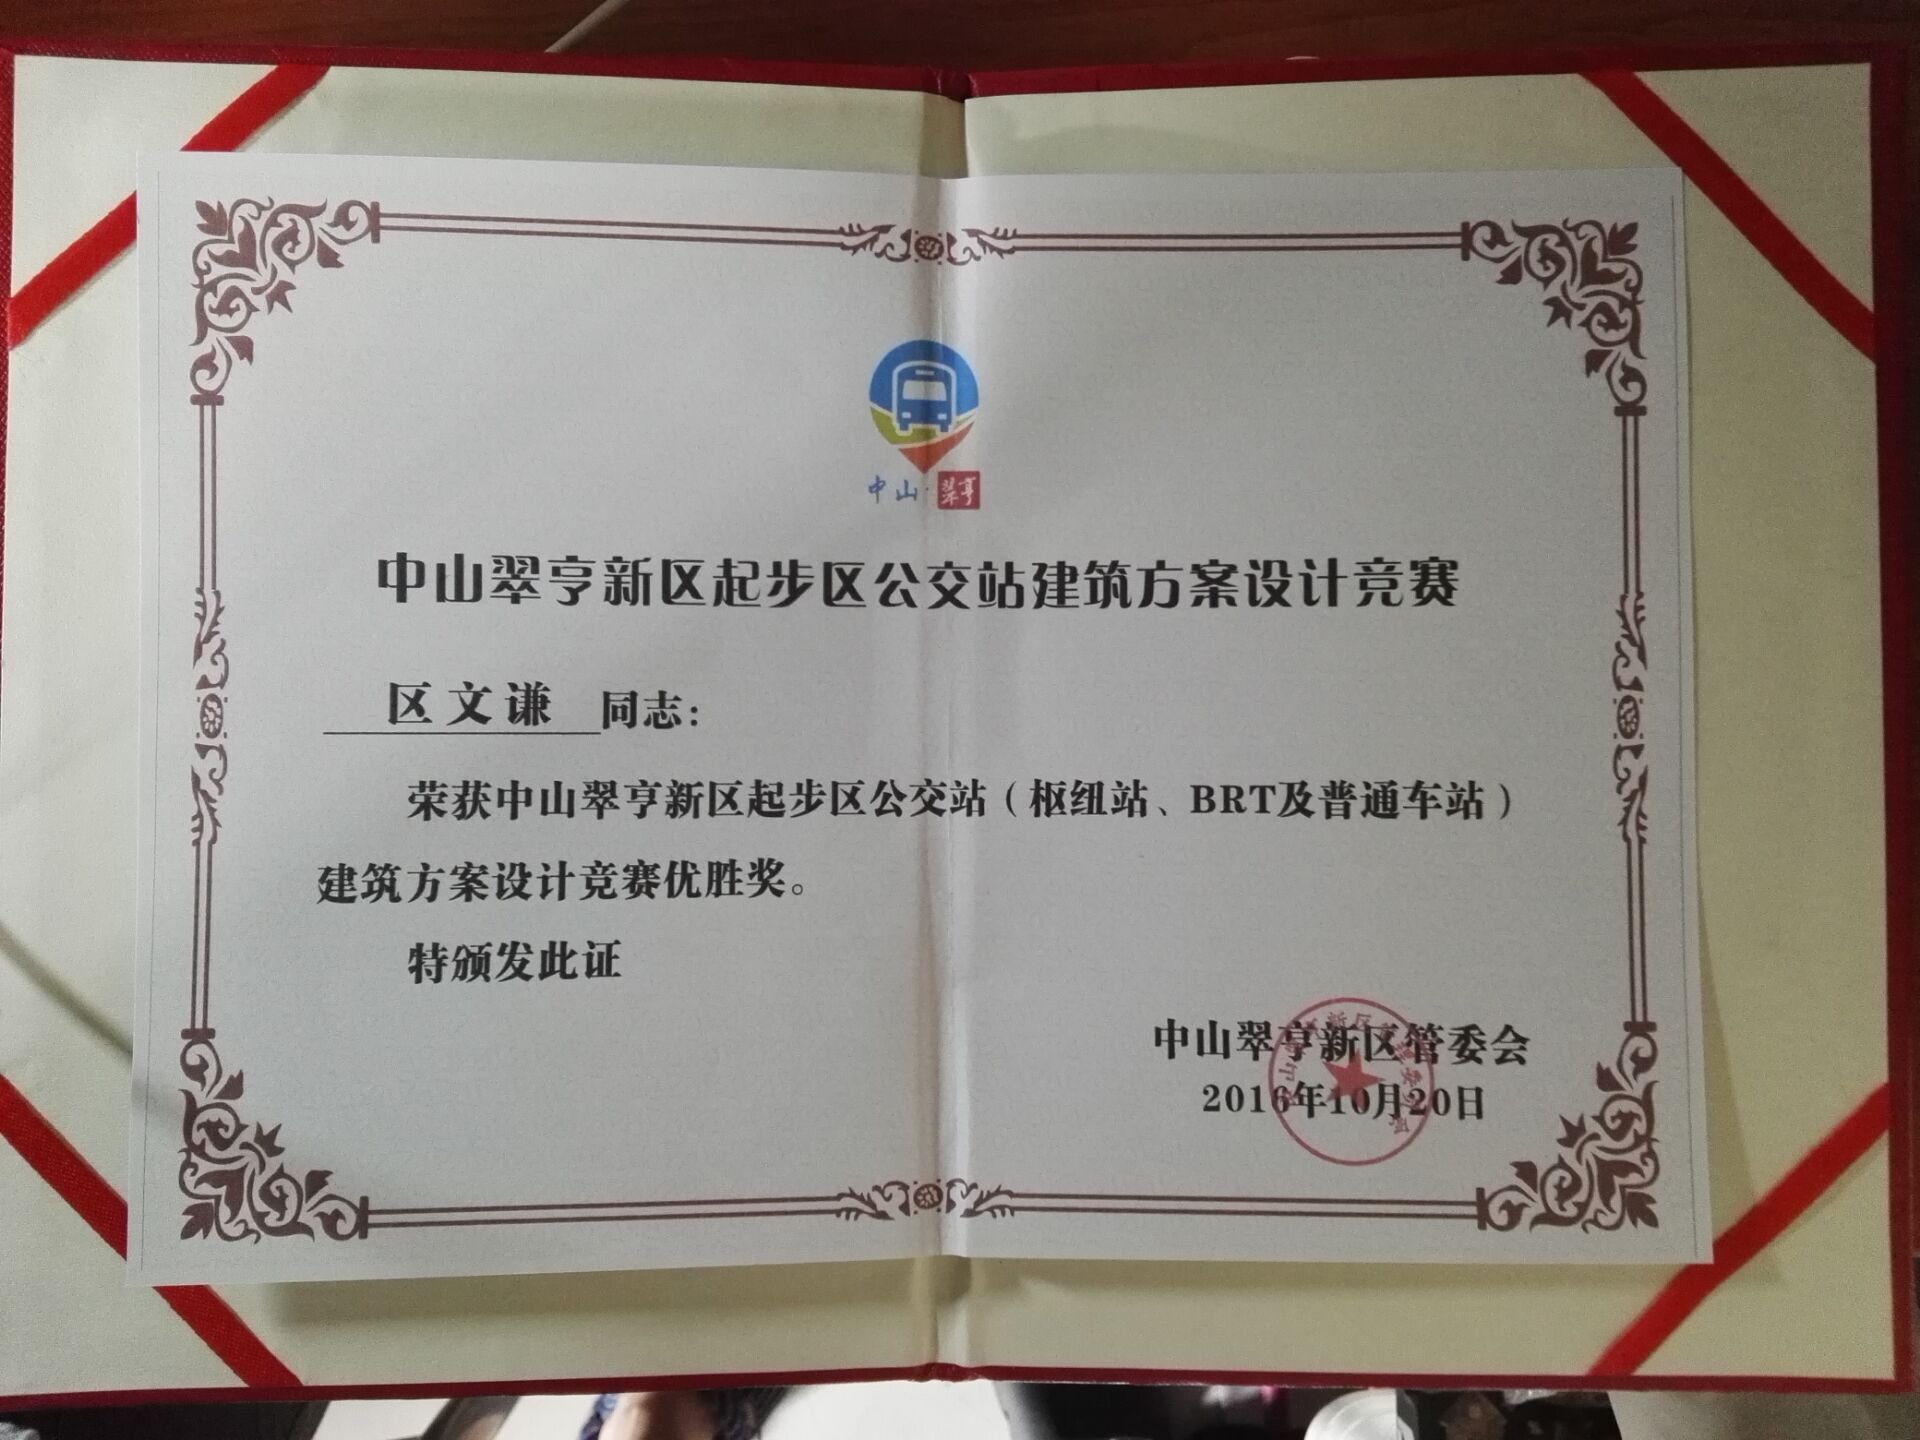 中山·翠亨
中山翠亨新区起步区公交站建筑方案设计竞赛
区文谦 同志：
荣获中山翠亨新区起步区公交站（枢纽站、BRT及普通车站）
建筑方案设计竞赛优胜奖。
特颁发此证
中山翠亨新区管委会
2016年10月20日